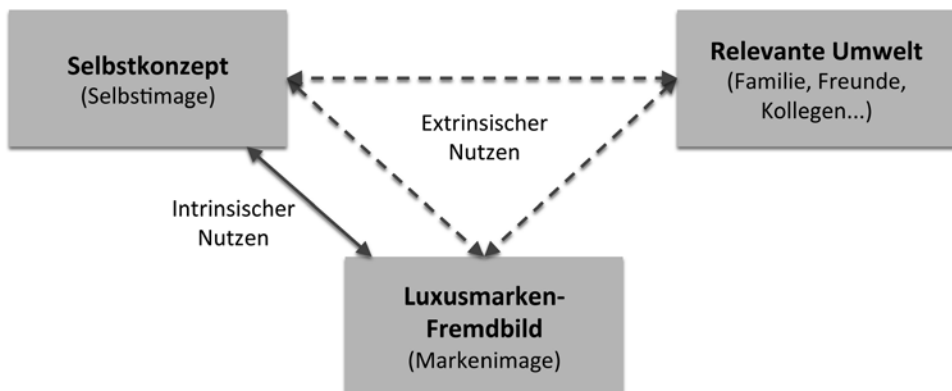 Selbstkonzept
(Selbstimage)
Relevante Umwelt
(Familie, Freunde,
Kollegen...)
Extrinsischer
Nutzen
Intrinsischer
Nutzen
Luxusmarken-
Fremdbild
(Markenimage)